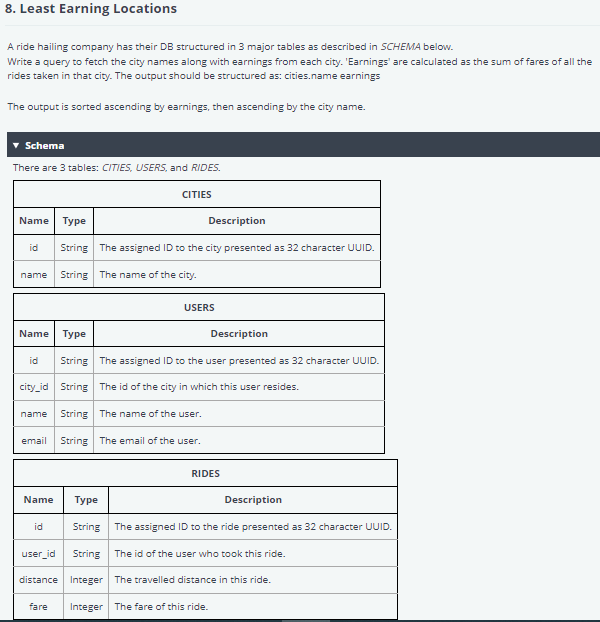 8. Least Earning Locations
A ride hailing company has their DB structured in 3 major tables as described in SCHEMA below.
Write a query to fetch the city names along with earnings from each city. 'Earnings' are calculated as the sum of fares of all the
rides taken in that city. The output should be structured as: cities.name earnings
The output is sorted ascending by earnings, then ascending by the city name.
▼ Schema
There are 3 tables: CITIES, USERS, and RIDES.
CITIES
Name Type Description
id String The assigned ID to the city presented as 32 character UUID.
name String The name of the city.
USERS
Name Type Description
id String The assigned ID to the user presented as 32 character UUID.
city_id String The id of the city in which this user resides.
name String The name of the user.
email String The email of the user.
RIDES
Name Type Description
id String The assigned ID to the ride presented as 32 character UUID.
user_id String The id of the user who took this ride.
distance Integer The travelled distance in this ride.
fare Integer The fare of this ride.